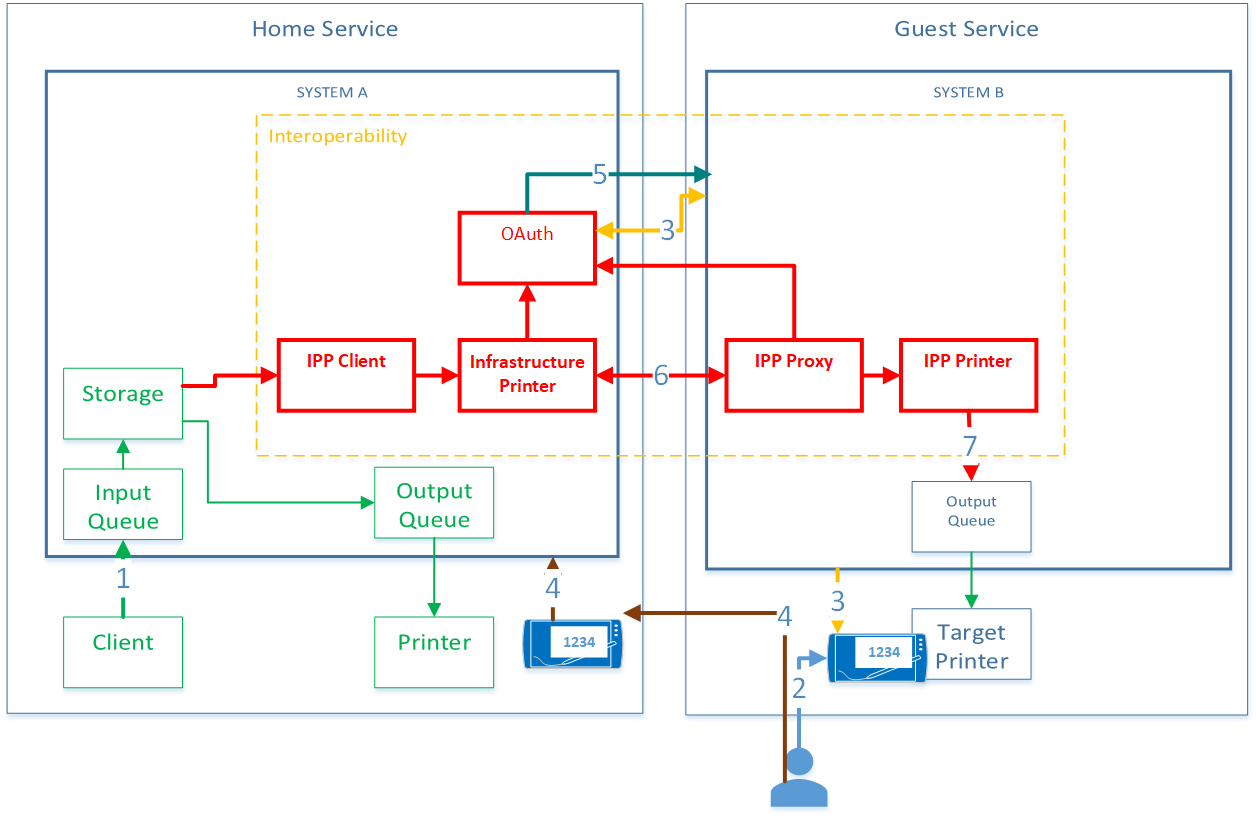 Home Service
Guest Service
SYSTEM A
SYSTEM B
Interoperability
5
3
OAuth
IPP Client
Infrastructure
Printer
6
IPP Proxy
IPP Printer
Storage
7
Input
Queue
Output
Queue
Output
Queue
1
4
3
4
Client
Printer
1234
1234
Target
Printer
2